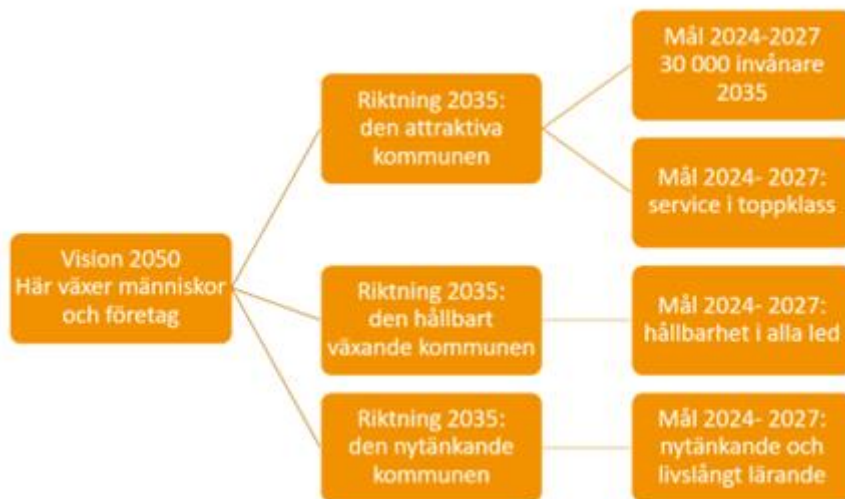 Vision 2050
Här växer människor
och företag
Riktning 2035:
den attraktiva
kommunen
Mål 2024-2027
30 000 invånare
2035
Mål 2024- 2027:
service i toppklass
Riktning 2035:
den hållbart
växande kommunen
Mål 2024- 2027:
hållbarhet i alla led
Riktning 2035:
den nytänkande
kommunen
Mål 2024- 2027:
nytänkande och
livslångt lärande